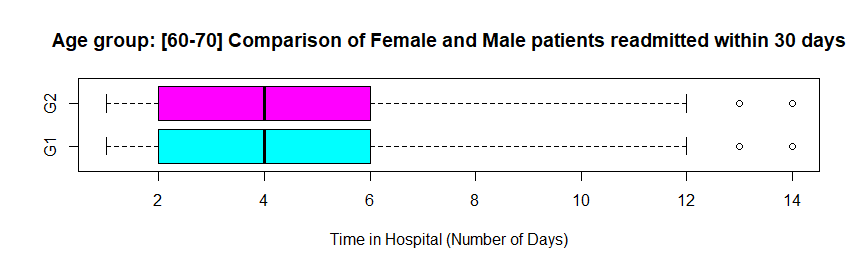 Age group: [60-70] Comparison of Female and Male patients readmitted within 30 days
G2
G1
2 4 6 8 10 12 14
Time in Hospital (Number of Days)